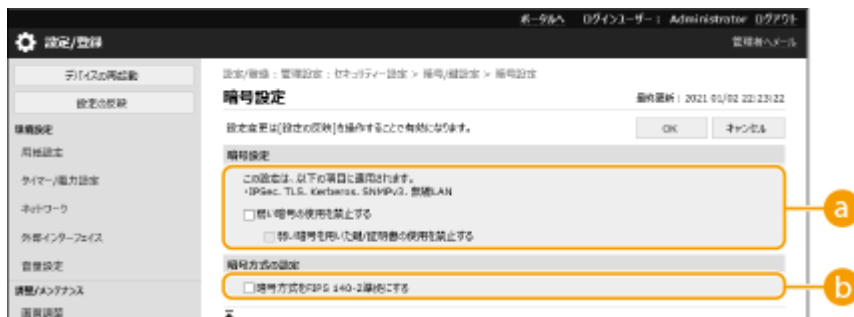 ポータルへ ログインユーザー： Administrator ログアウト
設定/登録
管理者へメール
デバイスの再起動
設定の反映
環境設定
用紙設定
タイマー/電力設定
ネットワーク
外部インターフェイス
音量設定
調整/メンテナンス
画質調整
設定/登録 : 管理設定 : セキュリティー設定 > 暗号/鍵設定 > 暗号設定
暗号設定
最終更新 : 2021 01/02 22:23:22
設定変更は[設定の反映]を操作することで有効になります。
OK
キャンセル
暗号設定
この設定は、以下の項目に適用されます。
・IPSec、TLS、Kerberos、SNMPv3、無線LAN
弱い暗号の使用を禁止する
弱い暗号を用いた鍵/証明書の使用を禁止する
a
暗号方式の設定
暗号方式をFIPS 140-2準拠にする
b